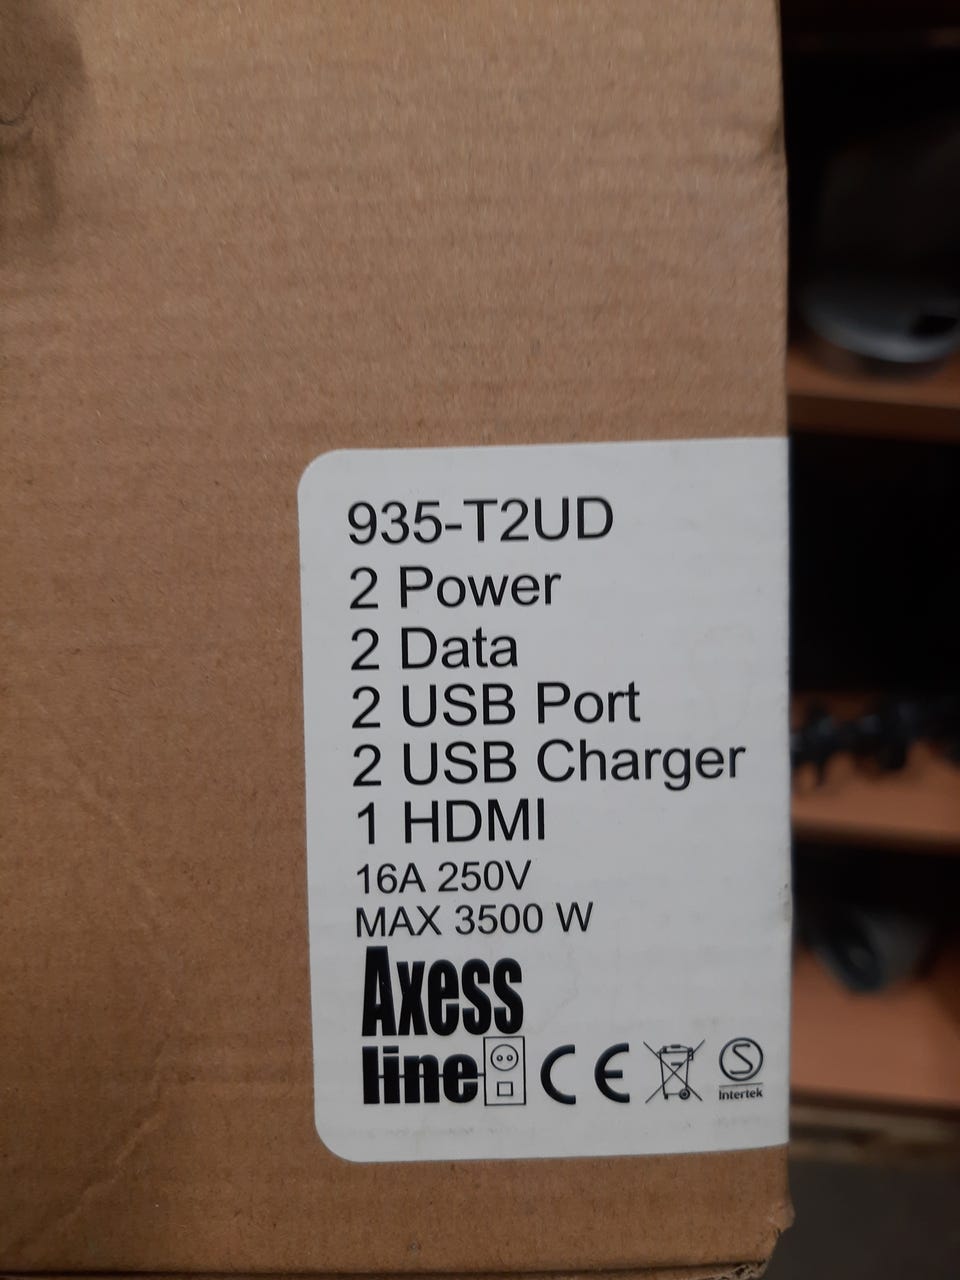 935-T2UD
2 Power
2 Data
2 USB Port
2 USB Charger
1 HDMI
16A 250V
MAX 3500 W
Axess
line
CE
S
Intertek